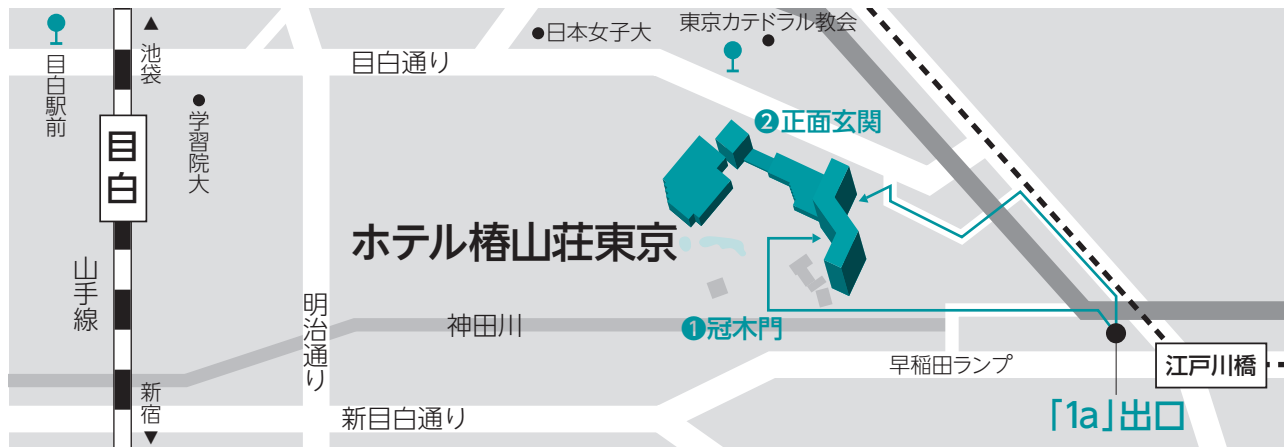 ▲池袋
目白駅前
目白
学習院大
山手線
新宿▼
●日本女子大
東京カテドラル教会
目白通り
❷正面玄関
ホテル椿山荘東京
明治通り
神田川
❶冠木門
早稲田ランプ
江戸川橋
新目白通り
「1a」出口